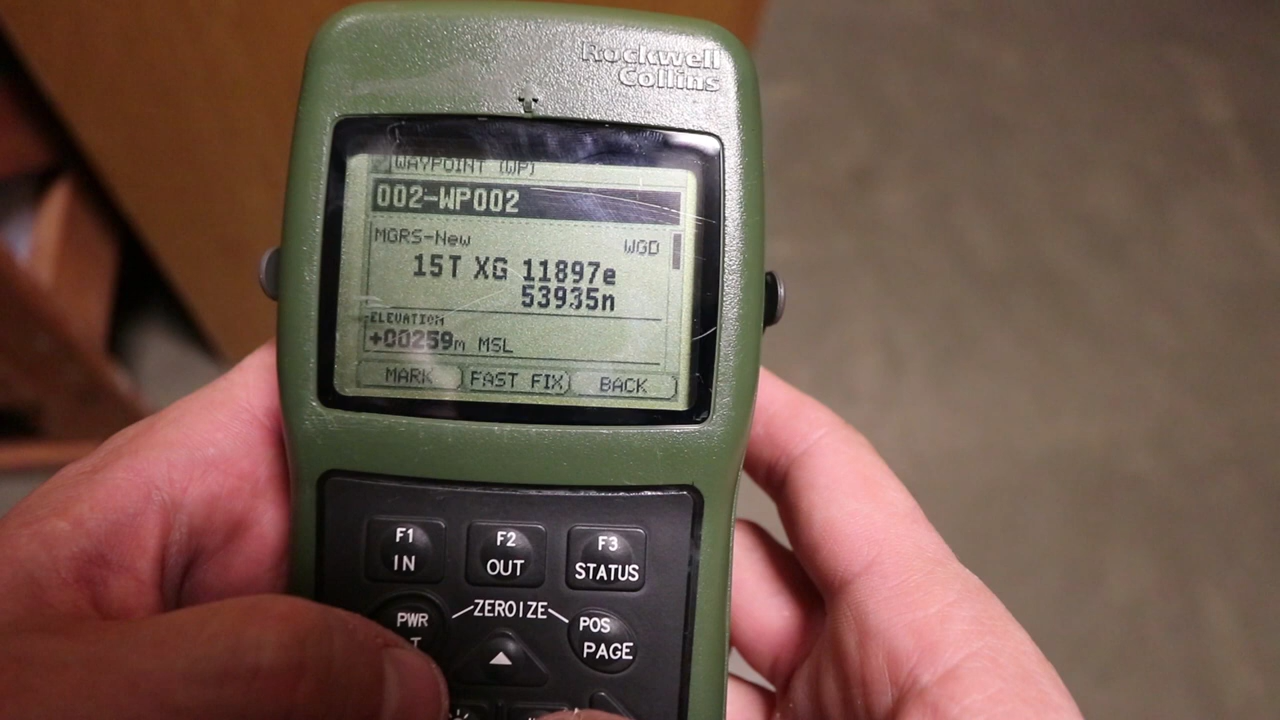 Rockwell
Collins
WAYPOINT (WP)
002-WP002
MGRS-New WGD
15T XG 11897e
53935n
ELEVATION
+00259m MSL
MARK FAST FIX BACK
F1 F2 F3
IN OUT STATUS
ZEROIZE
PWR POS
PAGE